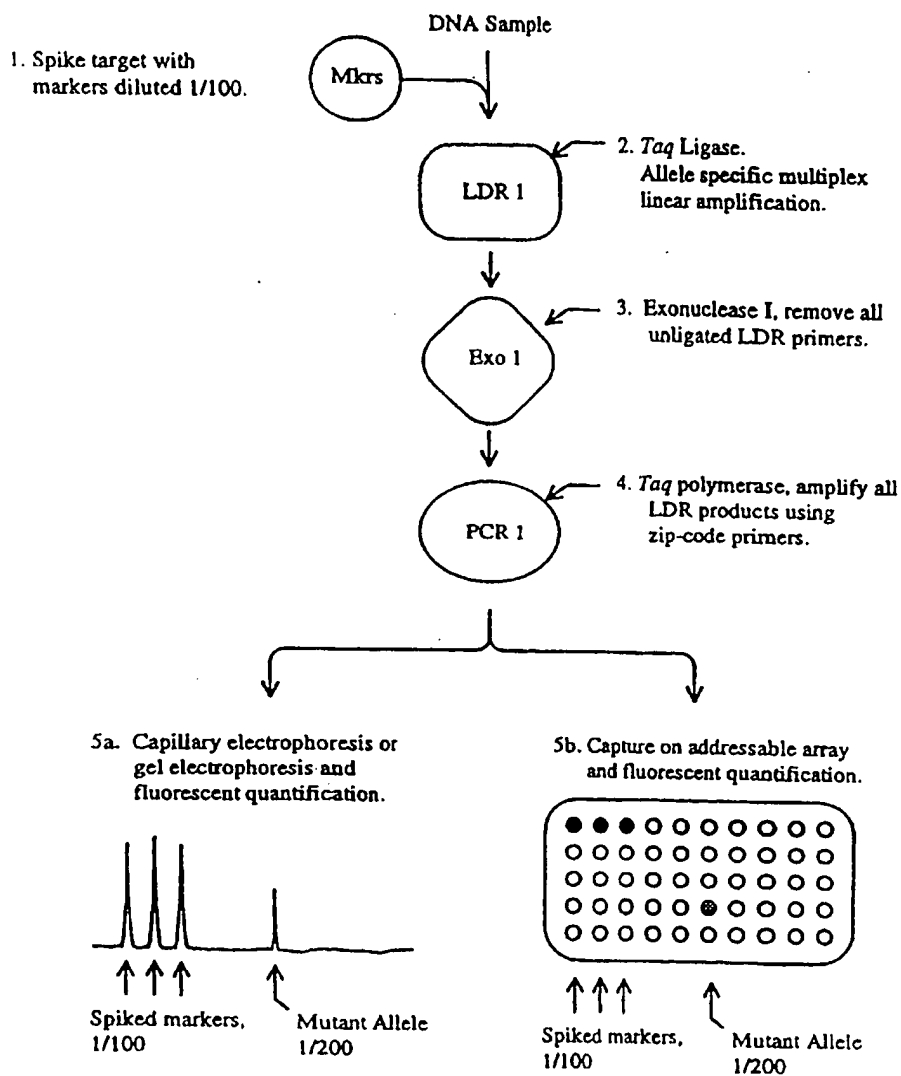 DNA Sample
1. Spike target with
markers diluted 1/100.
Mkrs
2. Taq Ligase.
Allele specific multiplex
linear amplification.
LDR 1
3. Exonuclease I, remove all
unligated LDR primers.
Exo 1
4. Taq polymerase, amplify all
LDR products using
zip-code primers.
PCR 1
5a. Capillary electrophoresis or
gel electrophoresis and
fluorescent quantification.
5b. Capture on addressable array
and fluorescent quantification.
Spiked markers,
1/100
Mutant Allele
1/200
Spiked markers,
1/100
Mutant Allele
1/200